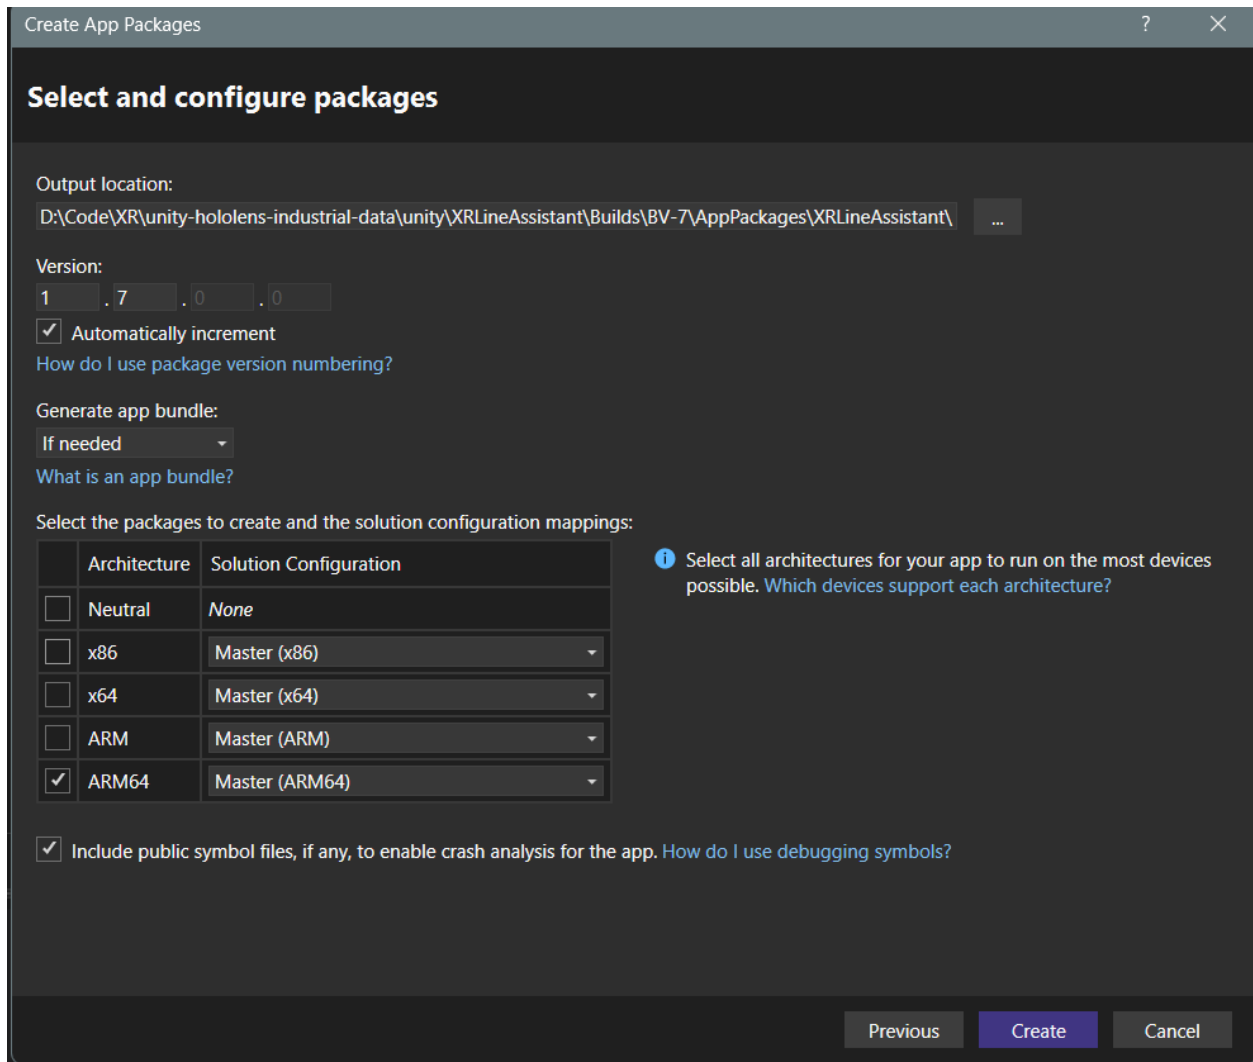 Create App Packages
?
Select and configure packages
Output location:
D:\Code\XR\unity-hololens-industrial-data\unity\XRLineAssistant\Builds\BV-7\AppPackages\XRLineAssistant\
...
Version:
1 . 7 . 0 . 0
Automatically increment
How do I use package version numbering?
Generate app bundle:
If needed
What is an app bundle?
Select the packages to create and the solution configuration mappings:
Architecture Solution Configuration
Neutral None
x86 Master (x86)
x64 Master (x64)
ARM Master (ARM)
ARM64 Master (ARM64)
Select all architectures for your app to run on the most devices
possible. Which devices support each architecture?
Include public symbol files, if any, to enable crash analysis for the app. How do I use debugging symbols?
Previous Create Cancel